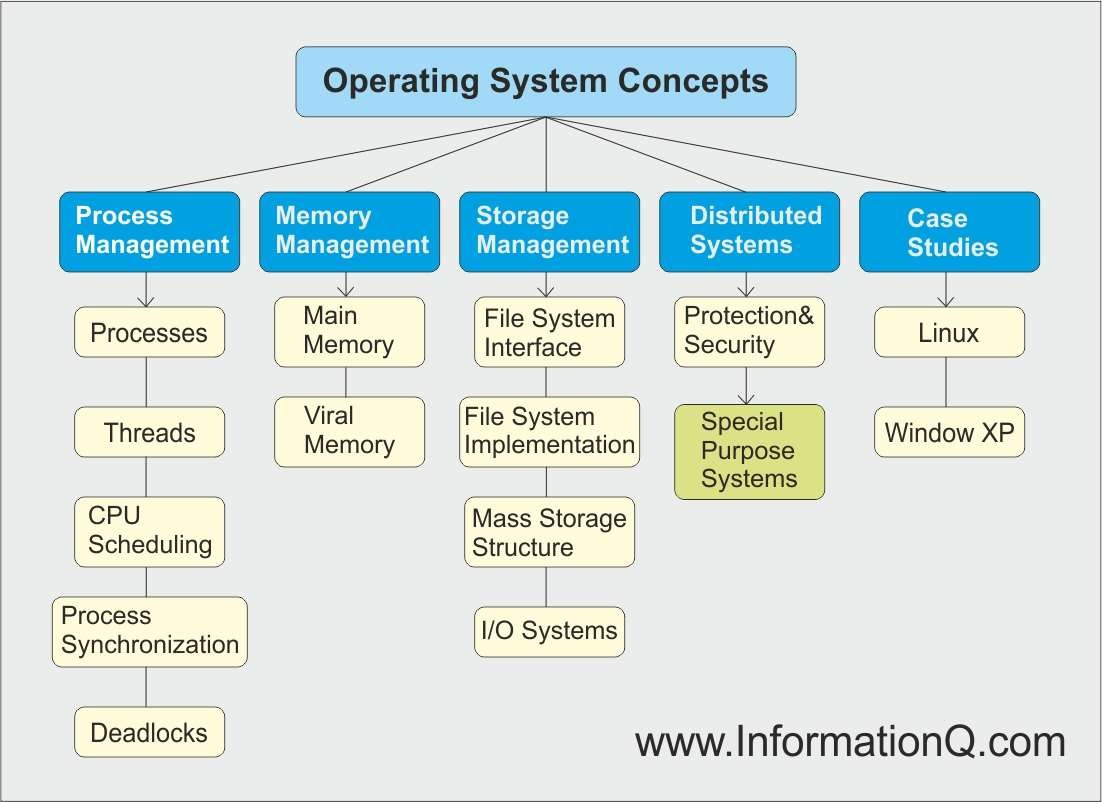 Operating System Concepts
Process
Management
Memory
Management
Storage
Management
Distributed
Systems
Case
Studies
Processes
Threads
CPU
Scheduling
Process
Synchronization
Deadlocks
Main
Memory
Viral
Memory
File System
Interface
File System
Implementation
Mass Storage
Structure
I/O Systems
Protection&
Security
Special
Purpose
Systems
Linux
Window XP
www.InformationQ.com